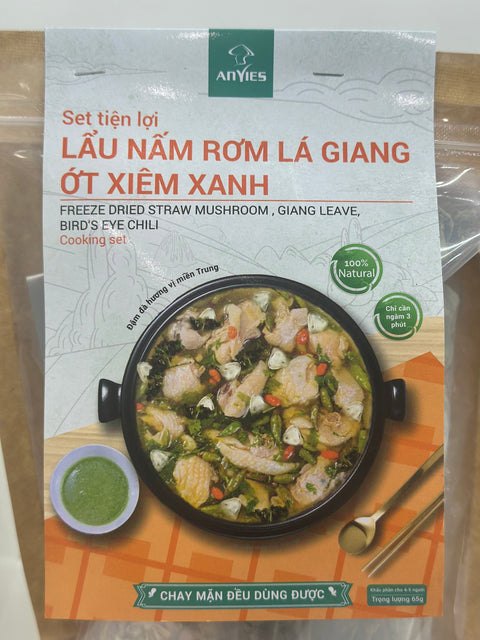 ANYIES
Set tiện lợi
LẨU NẤM RƠM LÁ GIANG
ỚT XIÊM XANH
FREEZE DRIED STRAW MUSHROOM , GIANG LEAVE,
BIRD'S EYE CHILI
Cooking set
100%
Natural
Đậm đà hương vị miền Trung
Chỉ cần
ngâm 3
phút
CHAY MẶN ĐỀU DÙNG ĐƯỢC
Khẩu phần cho 4-5 người
Trọng lượng 65g